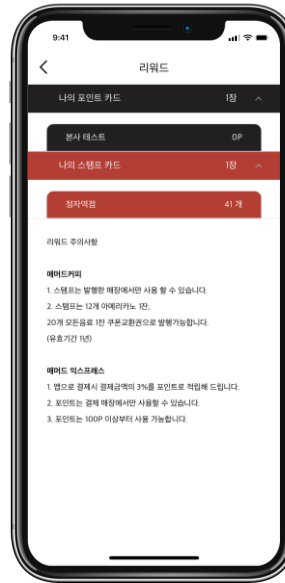 9:41
리워드
나의 포인트 카드 1장
본사 테스트 0P
나의 스탬프 카드 1장
정자역점 41 개
리워드 주의사항
매머드커피
1. 스탬프는 발행한 매장에서만 사용 할 수 있습니다.
2. 스탬프는 12개 아메리카노 1잔,
20개 모든음료 1잔 쿠폰교환권으로 발행가능합니다.
(유효기간 1년)
매머드 익스프레스
1. 앱으로 결제시 결제금액의 3%를 포인트로 적립해 드립니다.
2. 포인트는 결제 매장에서만 사용할 수 있습니다.
3. 포인트는 100P 이상부터 사용 가능합니다.